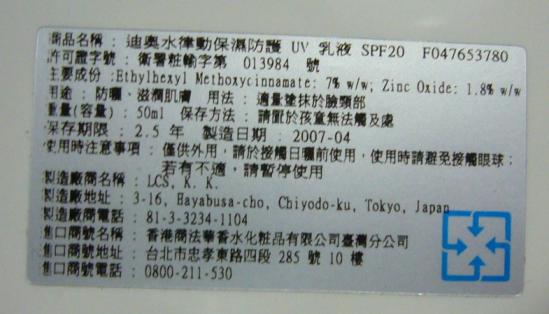 商品名稱 : 迪奧水律動保濕防護 UV 乳液 SPF20 F047653780
許可證字號 : 衛署粧輸字第 013984 號
主要成份 :Ethylhexyl Methoxycinnamate: 7% w/w; Zinc Oxide: 1.8% w/w
用途 : 防曬、滋潤肌膚 用法 : 適量塗抹於臉頸部
重量(容量) : 50ml 保存方法 : 請置於孩童無法觸及處
保存期限 : 2.5 年 製造日期 : 2007-04
使用時注意事項 : 僅供外用，請於接觸日曬前使用，使用時請避免接觸眼球；
若有不適，請暫停使用
製造廠商名稱 : LCS, K. K.
製造廠商地址 : 3-16, Hayabusa-cho, Chiyodo-ku, Tokyo, Japan
製造廠商電話 : 81-3-3234-1104
進口商號名稱 : 香港商法華香水化粧品有限公司臺灣分公司
進口商號地址 : 台北市忠孝東路四段 285 號 10 樓
進口商號電話 : 0800-211-530